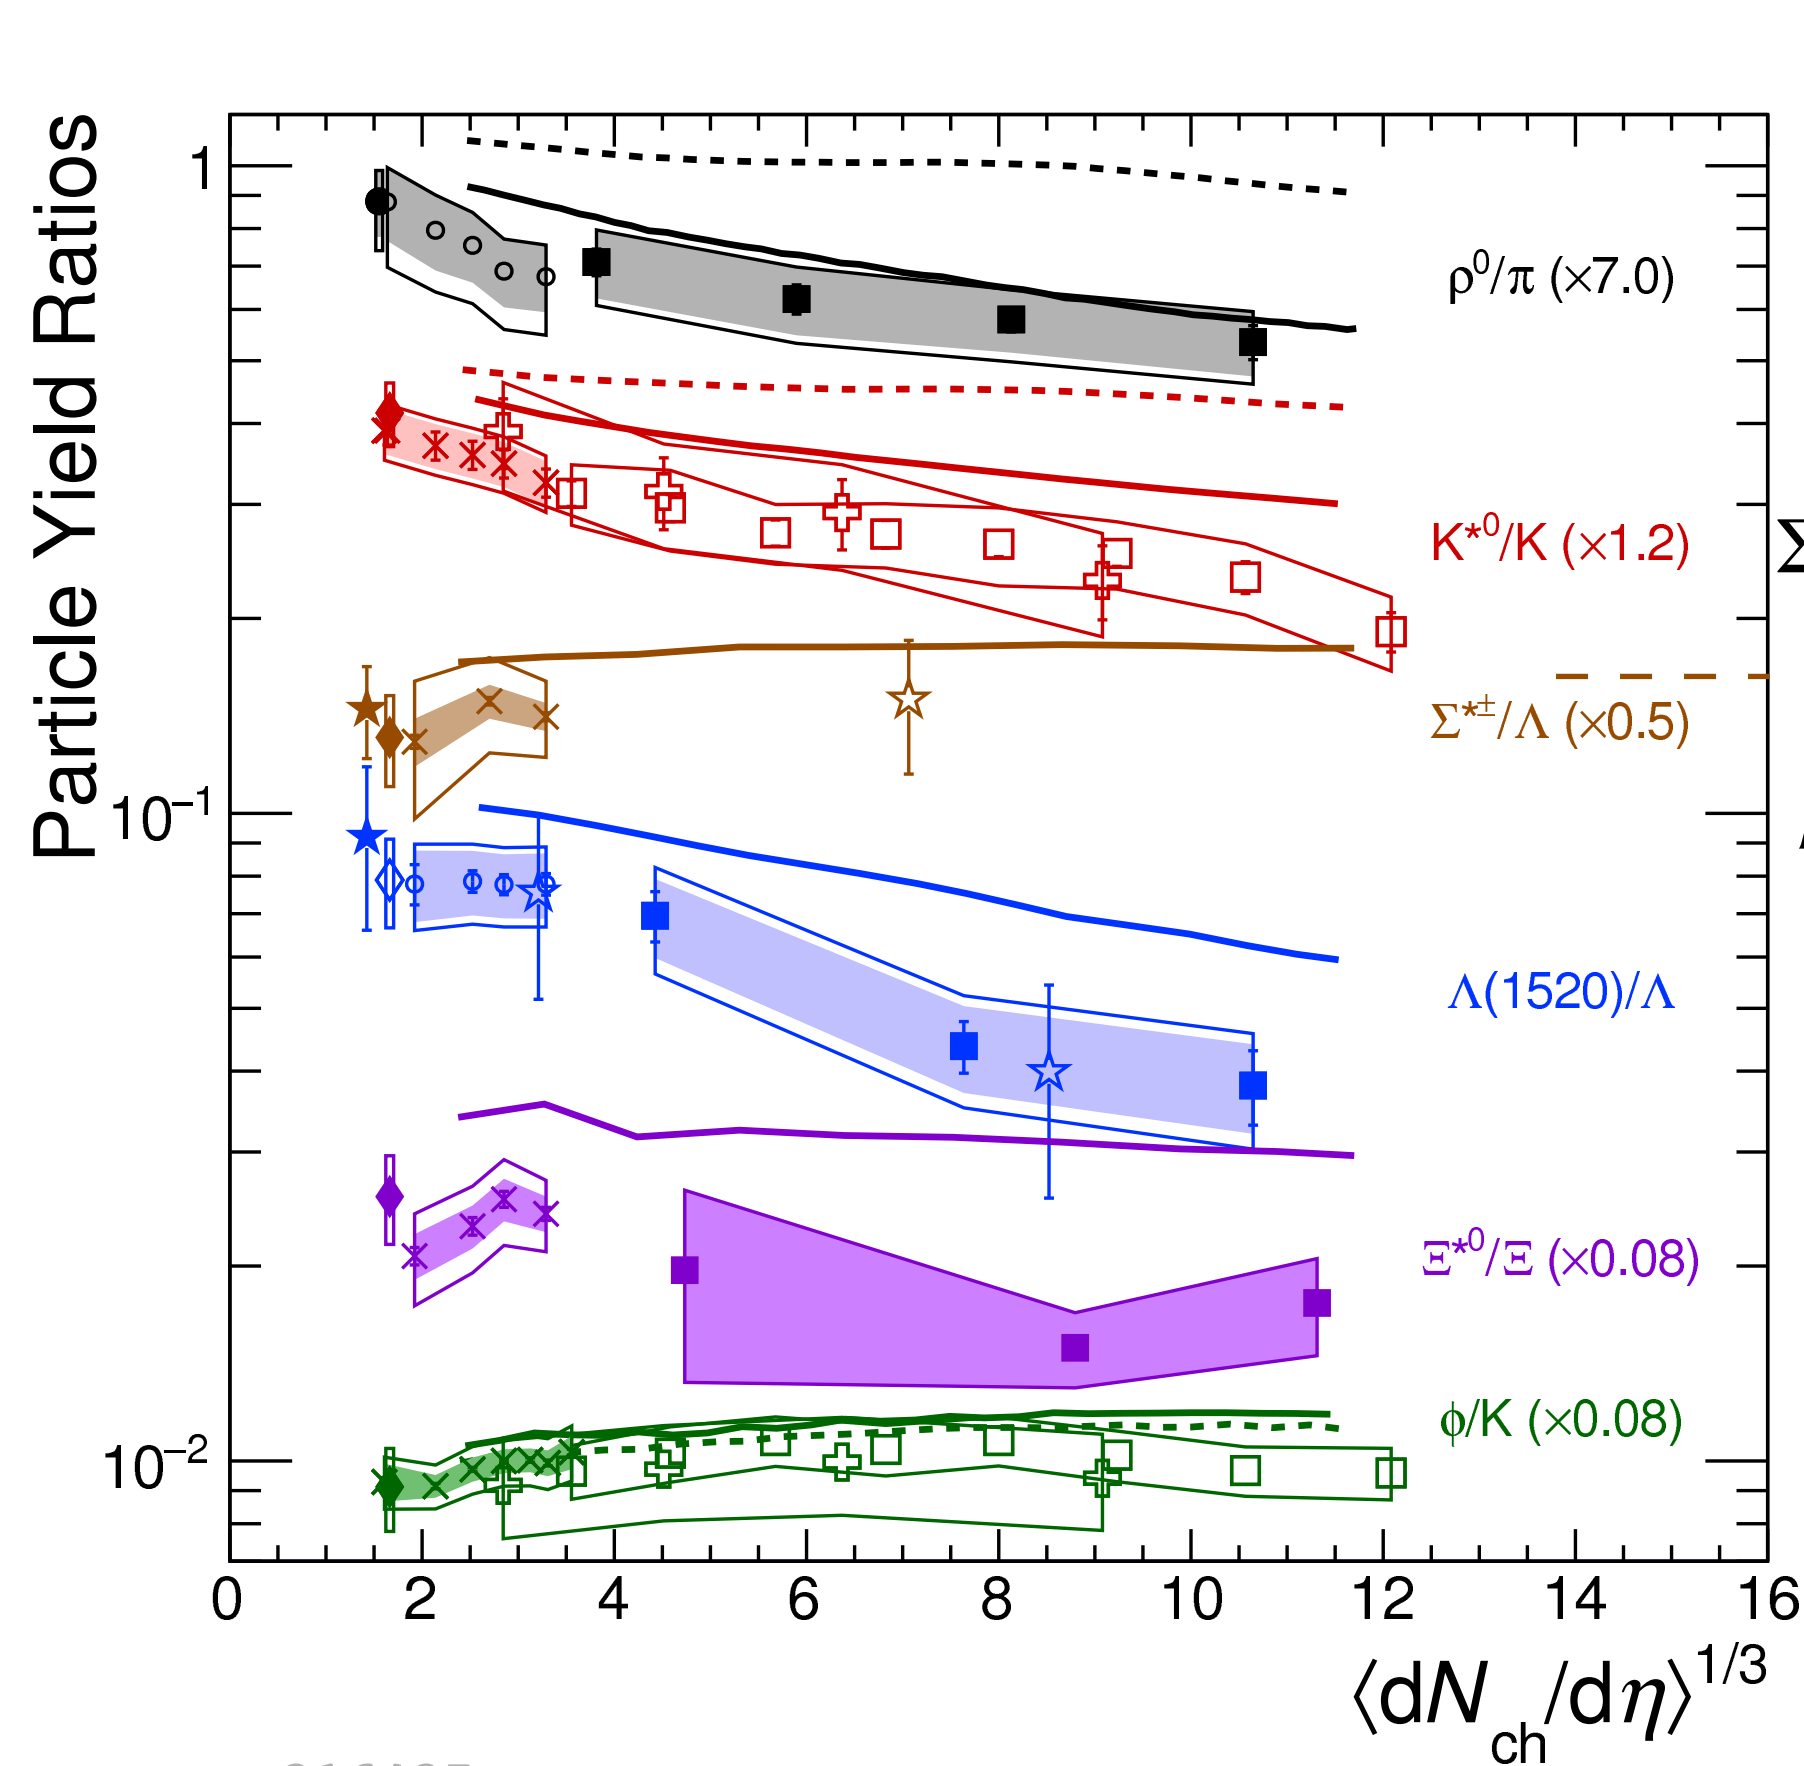 Particle Yield Ratios
1
10⁻¹
10⁻²
ρ⁰/π (×7.0)
K*⁰/K (×1.2)
Σ
Σ*±/Λ (×0.5)
Λ(1520)/Λ
Ξ*⁰/Ξ (×0.08)
ϕ/K (×0.08)
0 2 4 6 8 10 12 14 16
⟨dN_ch/dη⟩^1/3